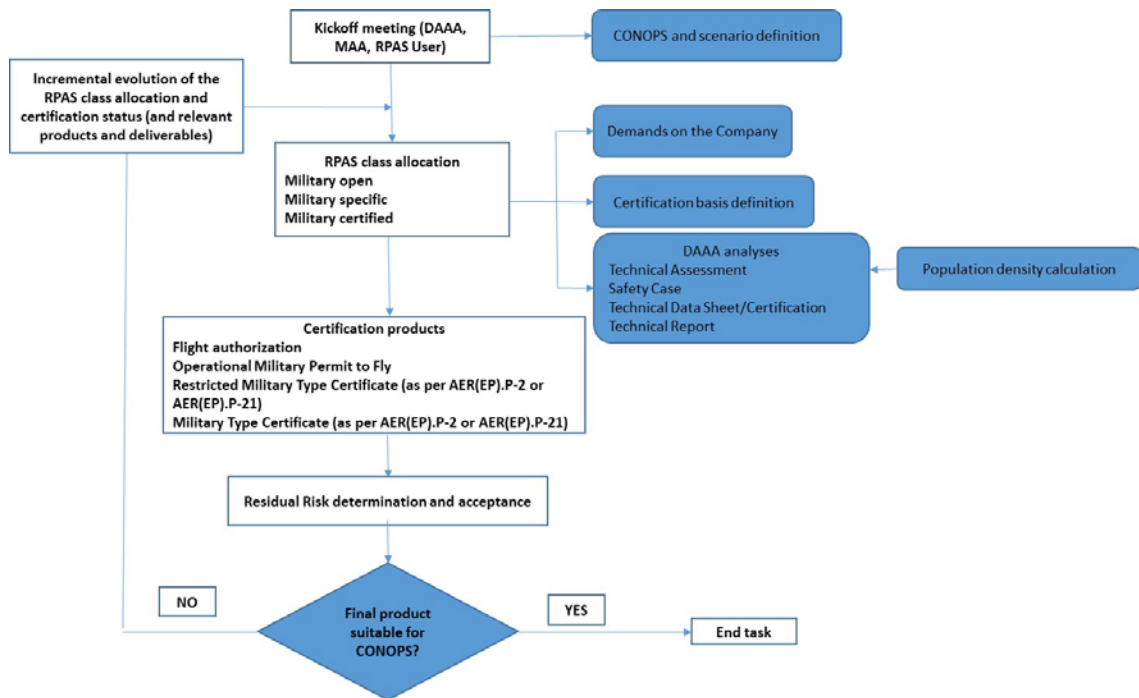 Kickoff meeting (DAAA,
MAA, RPAS User)
CONOPS and scenario definition
Incremental evolution of the
RPAS class allocation and
certification status (and relevant
products and deliverables)
Demands on the Company
RPAS class allocation
Military open
Military specific
Military certified
Certification basis definition
DAAA analyses
Technical Assessment
Safety Case
Technical Data Sheet/Certification
Technical Report
Population density calculation
Certification products
Flight authorization
Operational Military Permit to Fly
Restricted Military Type Certificate (as per AER(EP).P-2 or
AER(EP).P-21)
Military Type Certificate (as per AER(EP).P-2 or AER(EP).P-21)
Residual Risk determination and acceptance
NO
Final product
suitable for
CONOPS?
YES
End task